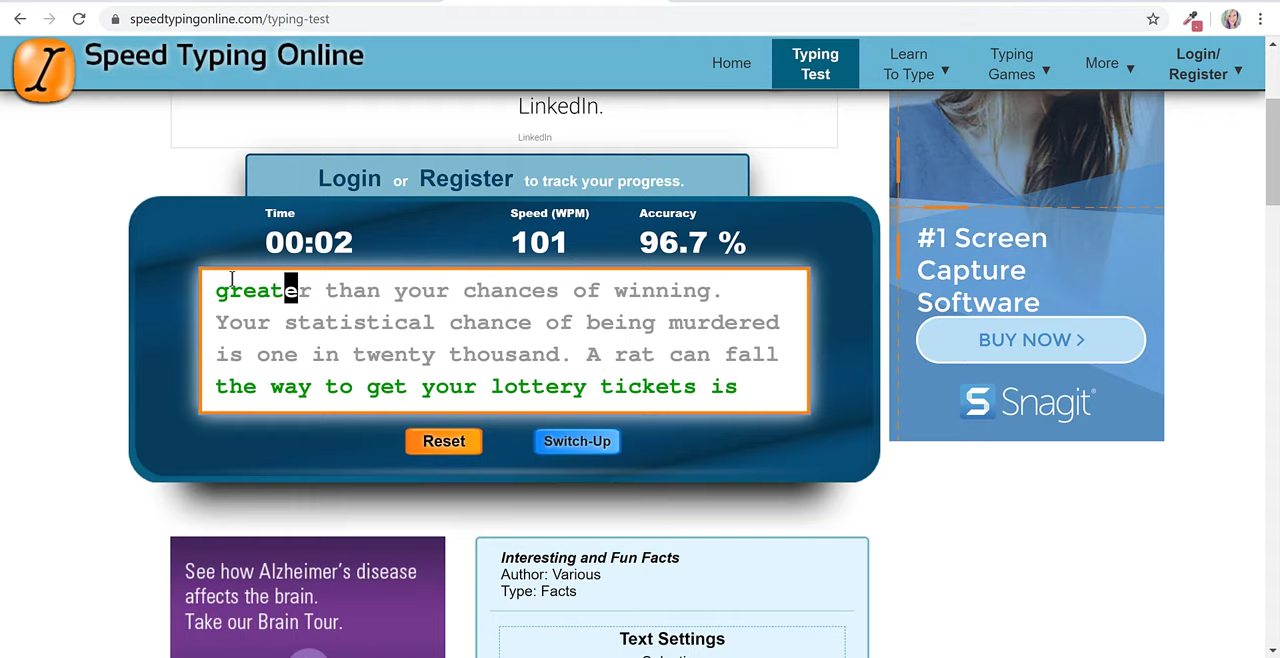 speedtypingonline.com/typing-test
Speed Typing Online
Home
Typing
Test
Learn
To Type
Typing
Games
More
Login/
Register
LinkedIn.
LinkedIn
Login or Register to track your progress.
Time
Speed (WPM)
Accuracy
00:02
101
96.7 %
greater than your chances of winning.
Your statistical chance of being murdered
is one in twenty thousand. A rat can fall
the way to get your lottery tickets is
Reset
Switch-Up
#1 Screen
Capture
Software
BUY NOW >
S Snagit®
See how Alzheimer's disease
affects the brain.
Take our Brain Tour.
Interesting and Fun Facts
Author: Various
Type: Facts
Text Settings